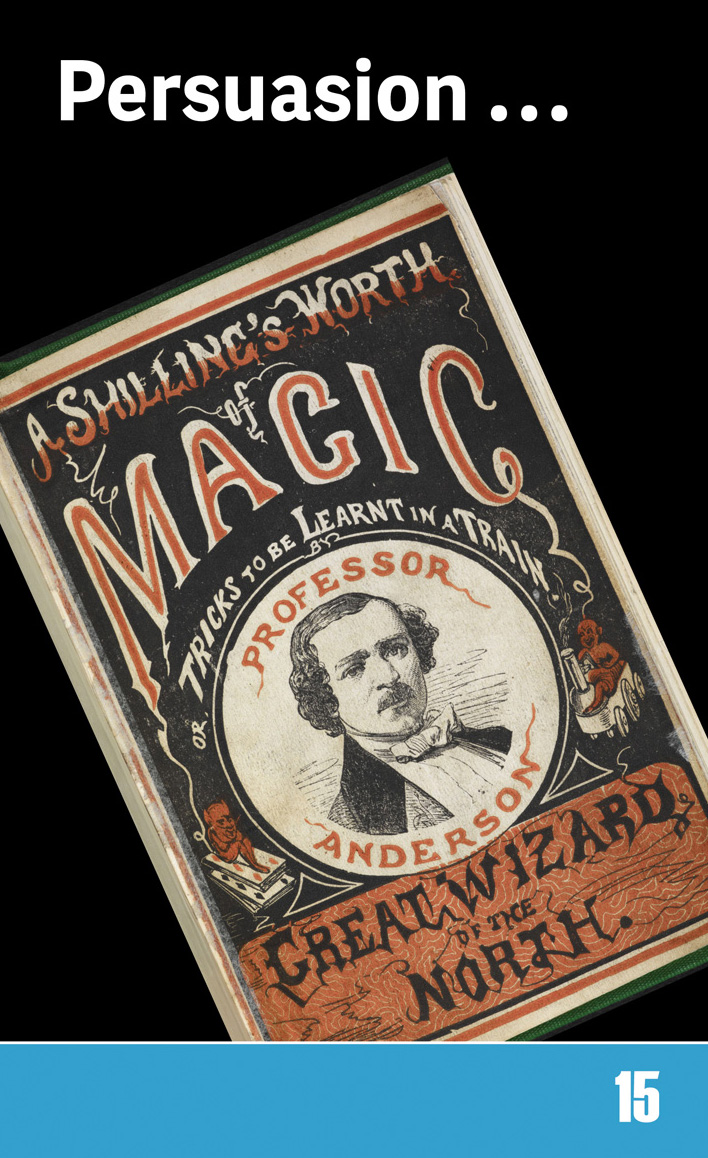 Persuasion ...
A SHILLING'S WORTH
OF
MAGIC
OR, TRICKS TO BE LEARNT IN A TRAIN.
BY
PROFESSOR
ANDERSON
GREAT WIZARD
OF THE
NORTH.
15